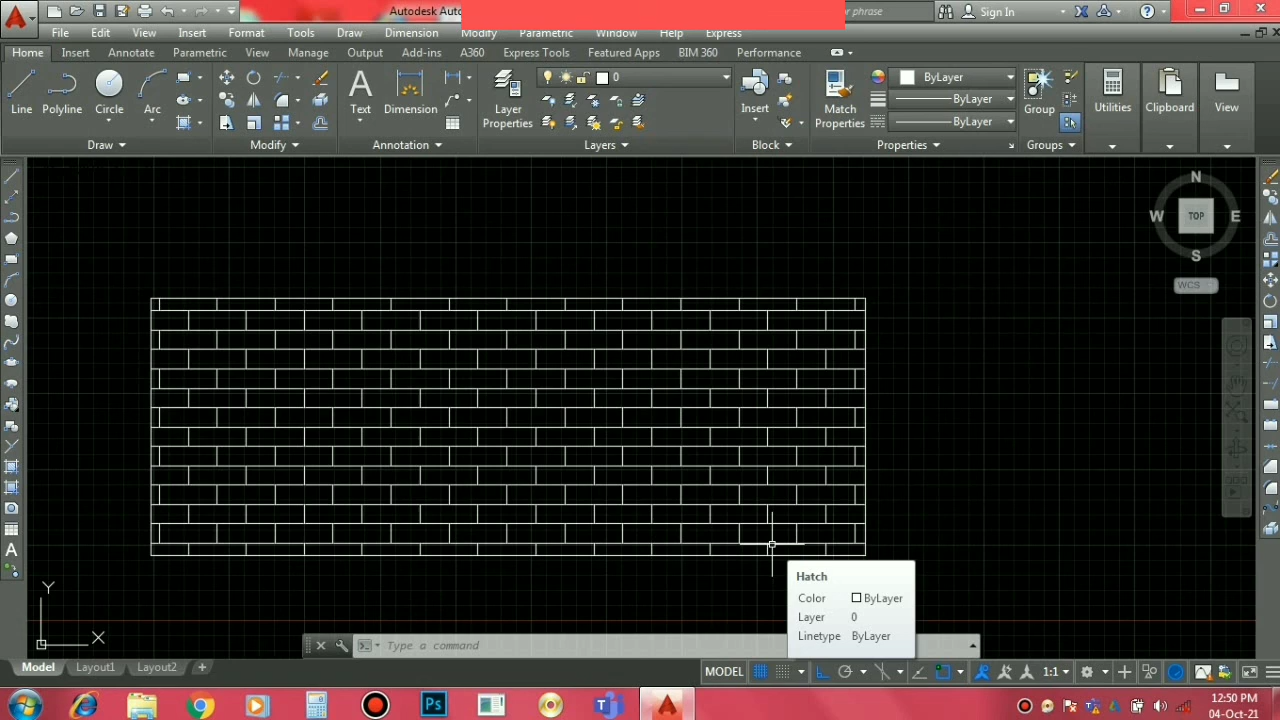 Autodesk Auto
phrase
Sign In
File Edit View Insert Format Tools Draw Dimension Modify Parametric Window Help Express
Home Insert Annotate Parametric View Manage Output Add-ins A360 Express Tools Featured Apps BIM 360 Performance
0
ByLayer
Line Polyline Circle Arc
Text Dimension
Layer
Properties
Insert
Match
Properties
ByLayer
ByLayer
Group
Utilities Clipboard View
Draw Modify Annotation Layers Block Properties Groups
N
W TOP E
S
WCS
Hatch
Color ByLayer
Layer 0
Linetype ByLayer
Y
X
Type a command
Model Layout1 Layout2 +
MODEL 1:1
Ps
12:50 PM
04-Oct-21